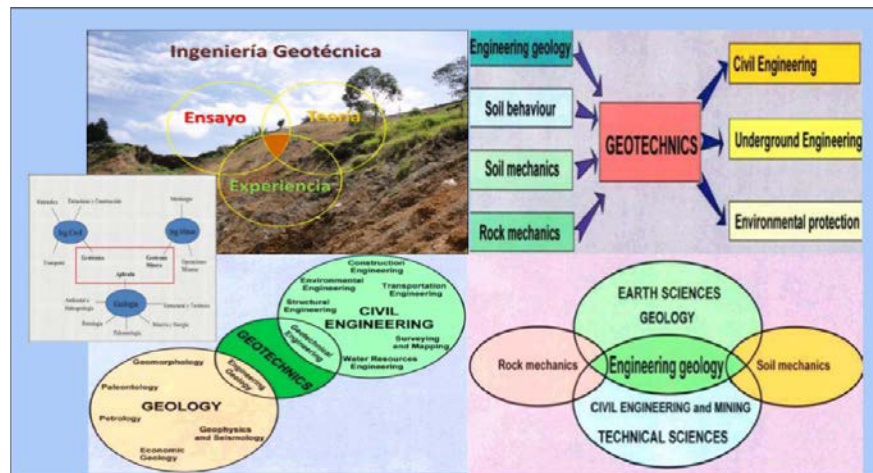 Ingeniería Geotécnica
Ensayo
Teoría
Experiencia
Engineering geology
Soil behaviour
Soil mechanics
Rock mechanics
GEOTECHNICS
Civil Engineering
Underground Engineering
Environmental protection
Ing Civil
Geotecnia
Aplicada
Geología
Construction
Engineering
Environmental
Engineering
Transportation
Engineering
Structural
Engineering
CIVIL
ENGINEERING
Geotechnical
Engineering
Surveying
and Mapping
Water Resources
Engineering
GEOTECHNICS
Engineering
Geology
Geomorphology
Paleontology
GEOLOGY
Petrology
Geophysics
and Seismology
Economic
Geology
EARTH SCIENCES
GEOLOGY
Rock mechanics
Engineering geology
Soil mechanics
CIVIL ENGINEERING and MINING
TECHNICAL SCIENCES